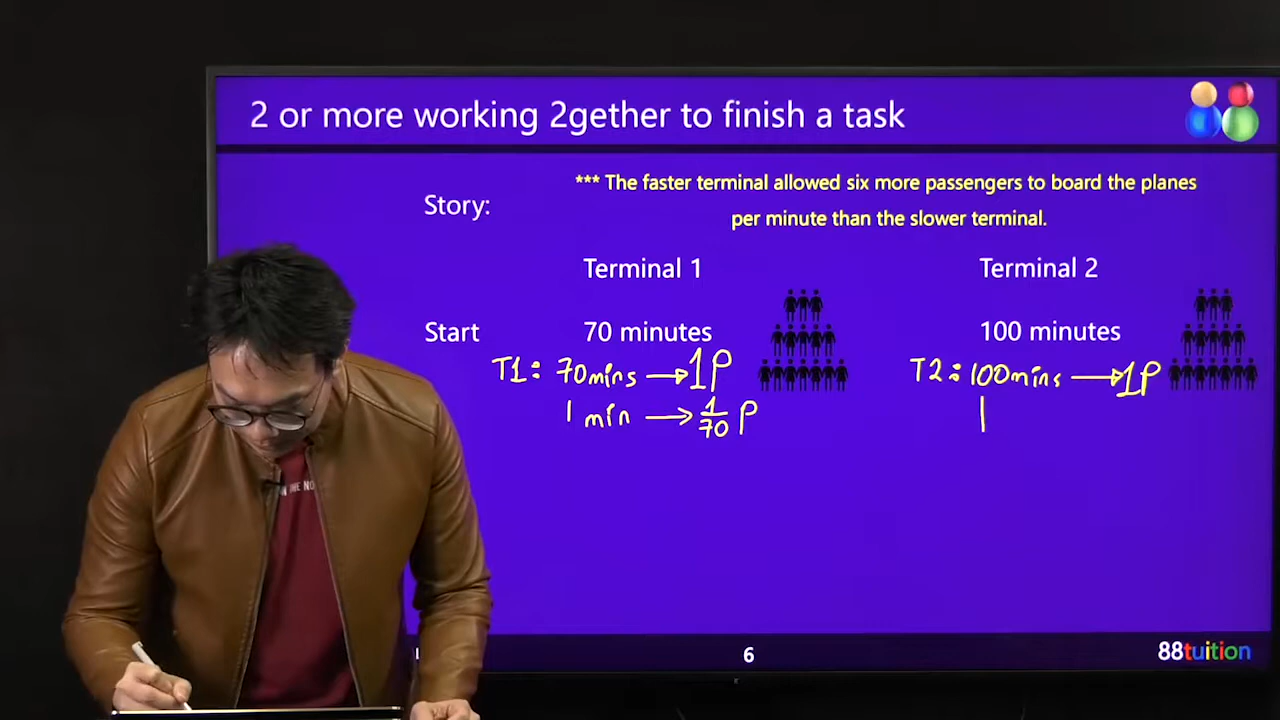 2 or more working 2gether to finish a task
*** The faster terminal allowed six more passengers to board the planes
per minute than the slower terminal.
Story:
Terminal 1
Terminal 2
Start
70 minutes
100 minutes
T1: 70mins → 1P
T2: 100mins → 1P
1 min → 1/70 P
1
6
88tuition